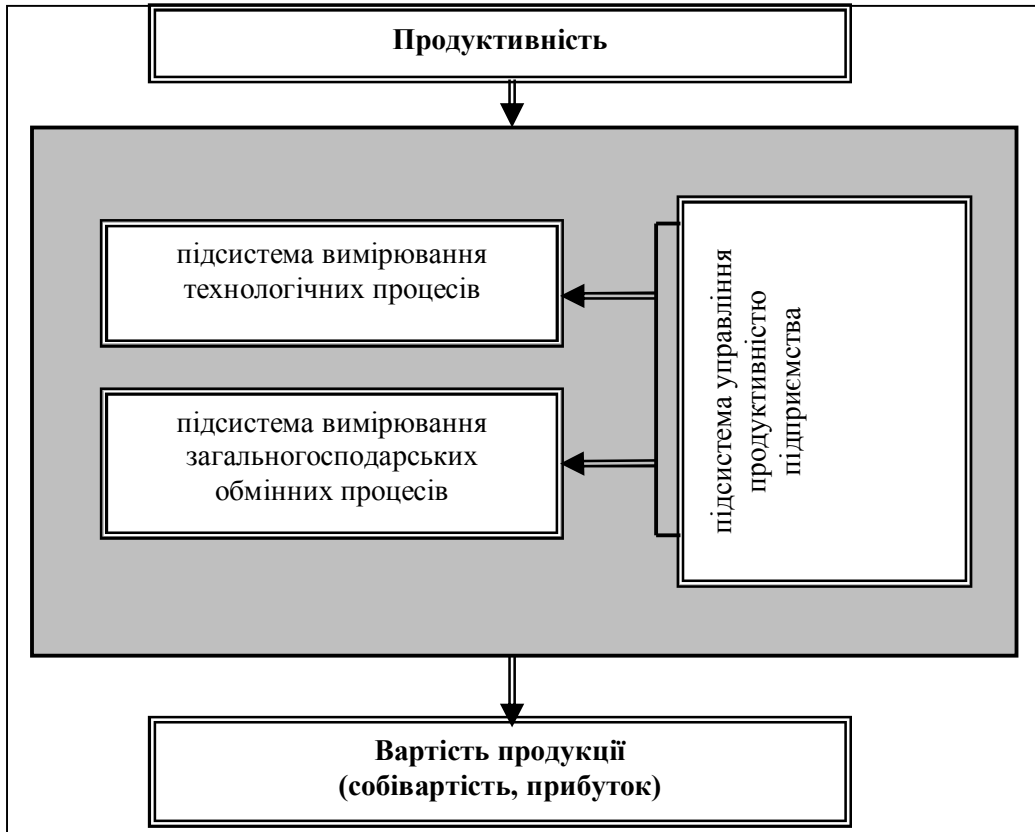 Продуктивність
підсистема вимірювання
технологічних процесів
підсистема вимірювання
загальногосподарських
обмінних процесів
підсистема управління
продуктивністю
підприємства
Вартість продукції
(собівартість, прибуток)